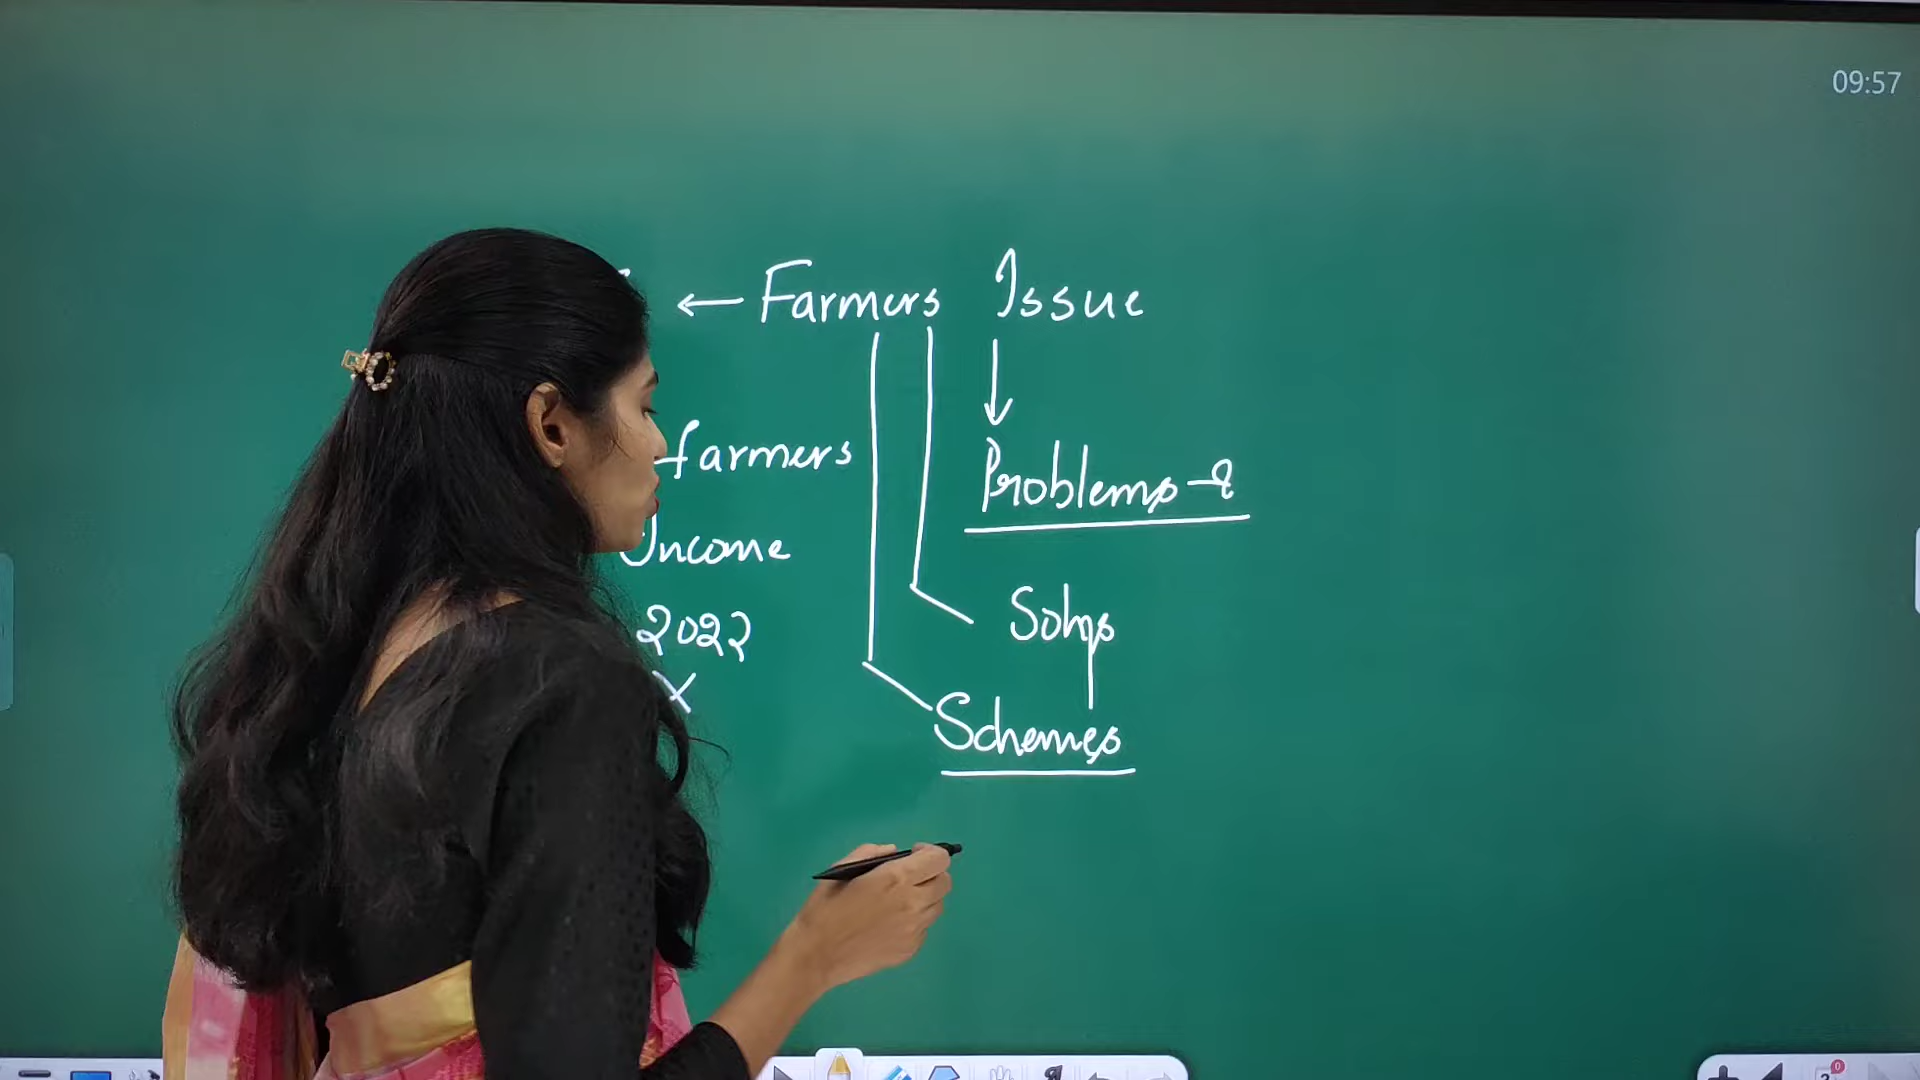 09:57
← Farmers Issue
farmers
Problems
Income
2022
Solns
X
Schemes